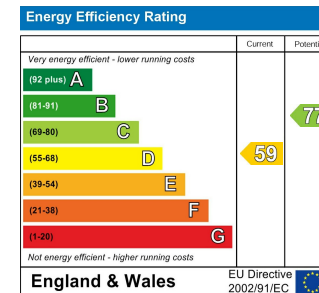 Energy Efficiency Rating
Current Potenti
Very energy efficient - lower running costs
(92 plus) A
(81-91) B
(69-80) C
(55-68) D
(39-54) E
(21-38) F
(1-20) G
59
77
Not energy efficient - higher running costs
England & Wales
EU Directive
2002/91/EC